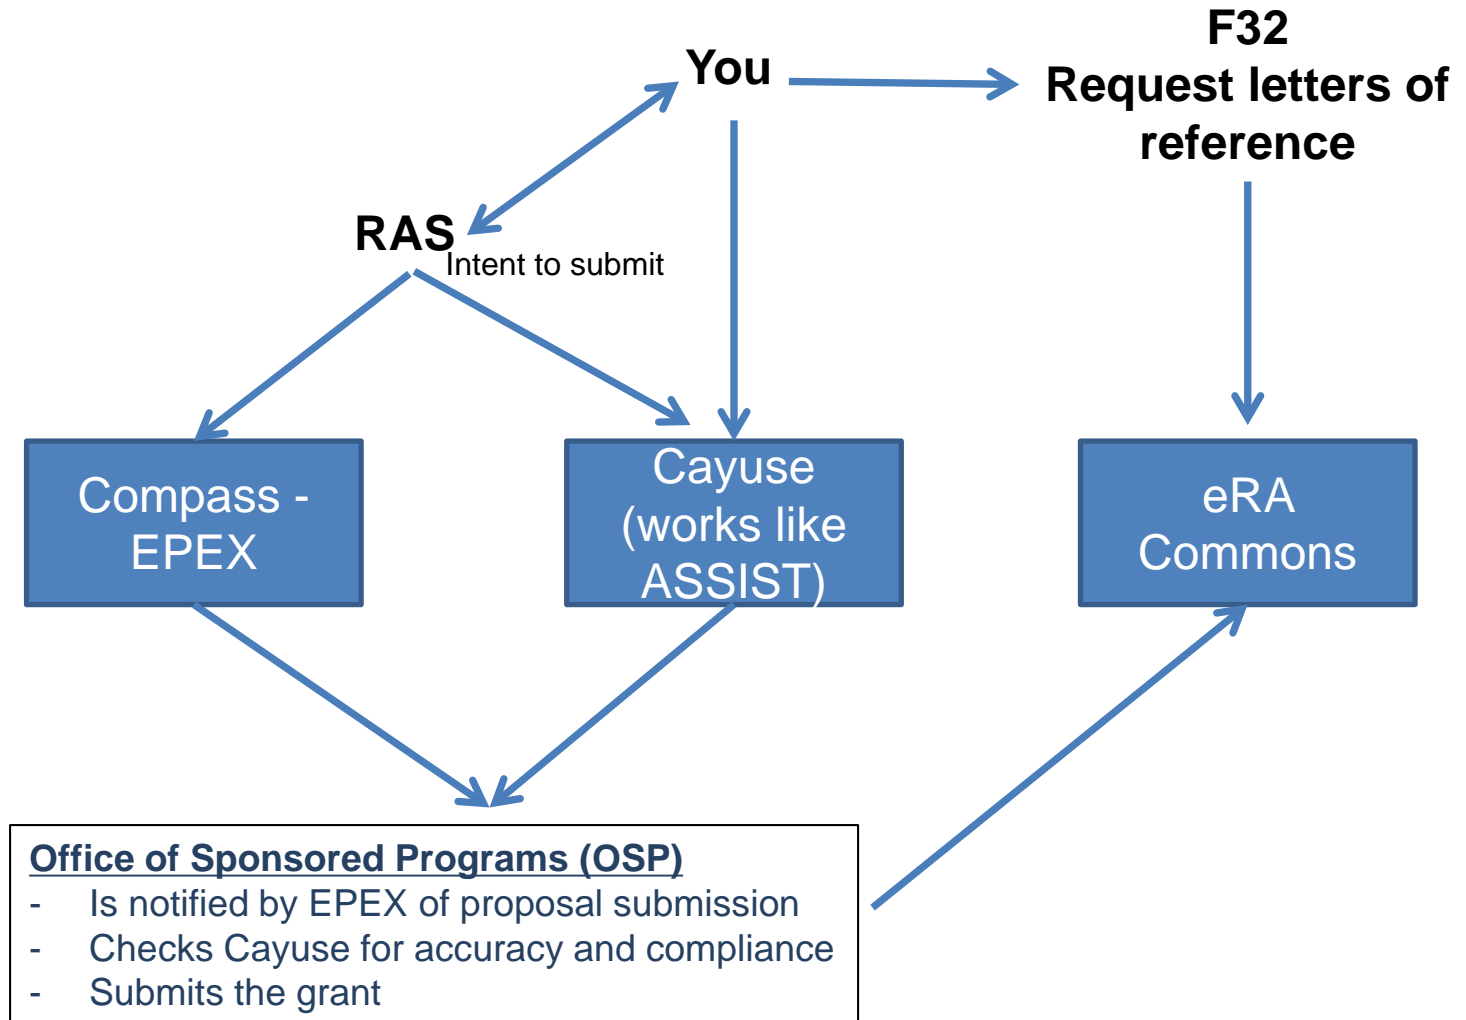 F32
Request letters of
reference
You
RAS
Intent to submit
Compass -
EPEX
Cayuse
(works like
ASSIST)
eRA
Commons
Office of Sponsored Programs (OSP)
- Is notified by EPEX of proposal submission
- Checks Cayuse for accuracy and compliance
- Submits the grant